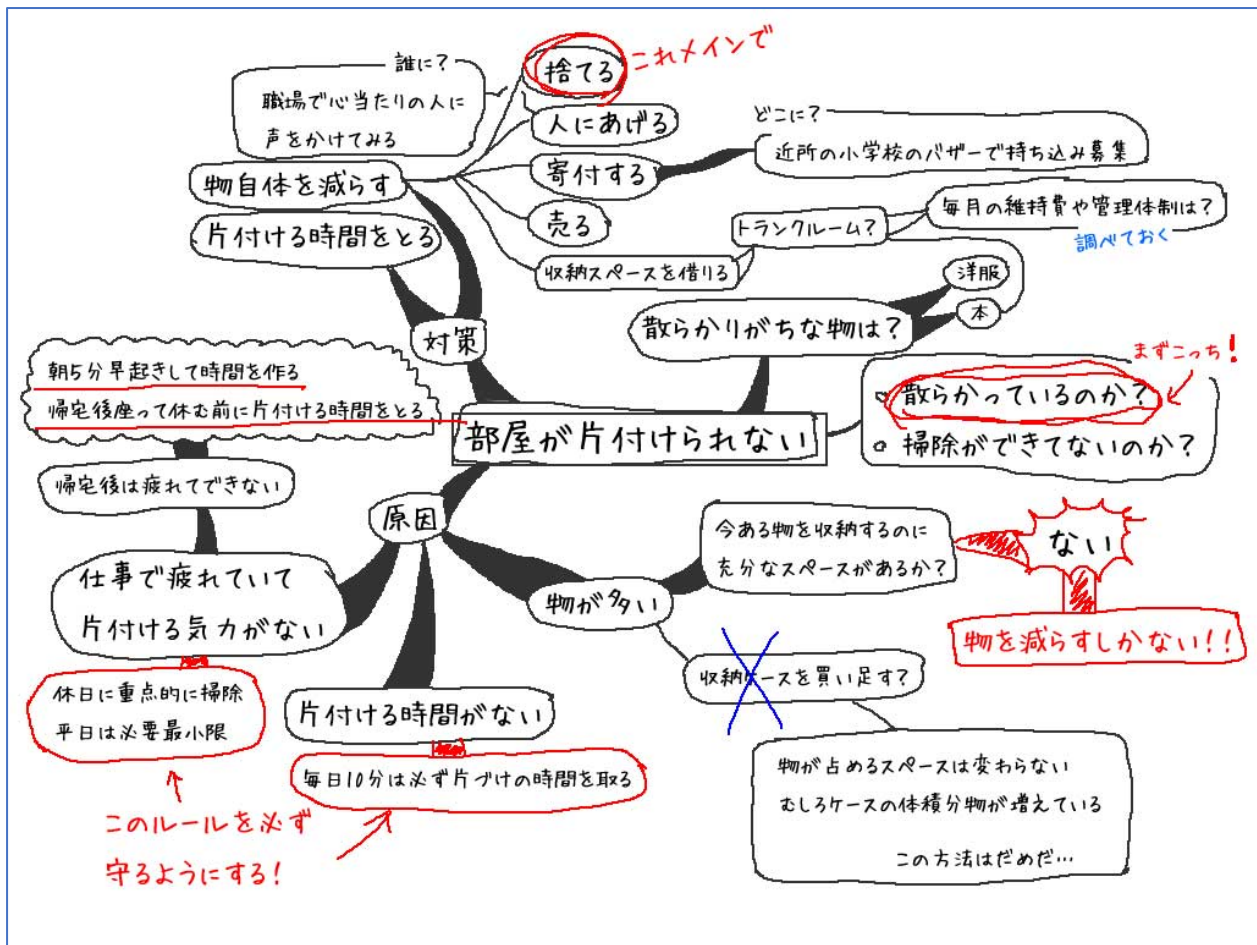 誰に?
職場で心当たりの人に
声をかけてみる
捨てる
これメインで
人にあげる
どこに?
近所の小学校のバザーで持ち込み募集
寄付する
物自体を減らす
売る
片付ける時間をとる
収納スペースを借りる
トランクルーム?
毎月の維持費や管理体制は?
調べておく
洋服
本
散らかりがちな物は?
対策
まずこっち!
散らかっているのか?
掃除ができてないのか?
朝5分早起きして時間を作る
帰宅後座って休む前に片付ける時間をとる
部屋が片付けられない
帰宅後は疲れてできない
原因
今ある物を収納するのに
充分なスペースがあるか?
ない
物を減らすしかない!!
仕事で疲れていて
片付ける気力がない
物が多い
収納ケースを買い足す?
休日に重点的に掃除
平日は必要最小限
片付ける時間がない
毎日10分は必ず片づけの時間を取る
このルールを必ず
守るようにする!
物が占めるスペースは変わらない
むしろケースの体積分物が増えている
この方法はだめだ…